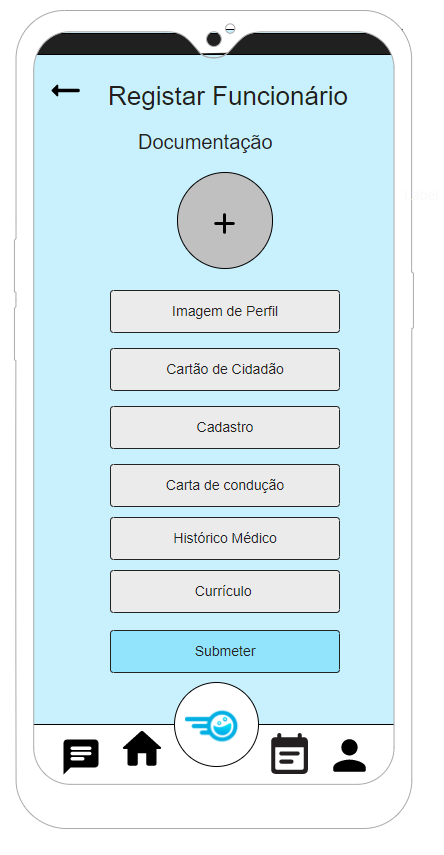 Registar Funcionário
Documentação
Imagem de Perfil
Cartão de Cidadão
Cadastro
Carta de condução
Histórico Médico
Currículo
Submeter